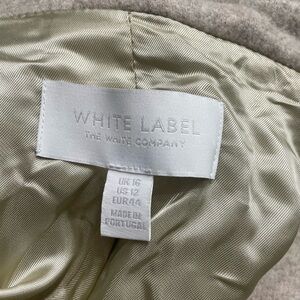 WHITE LABEL
THE WHITE COMPANY
UK 16
US 12
EUR 44
MADE IN
PORTUGAL